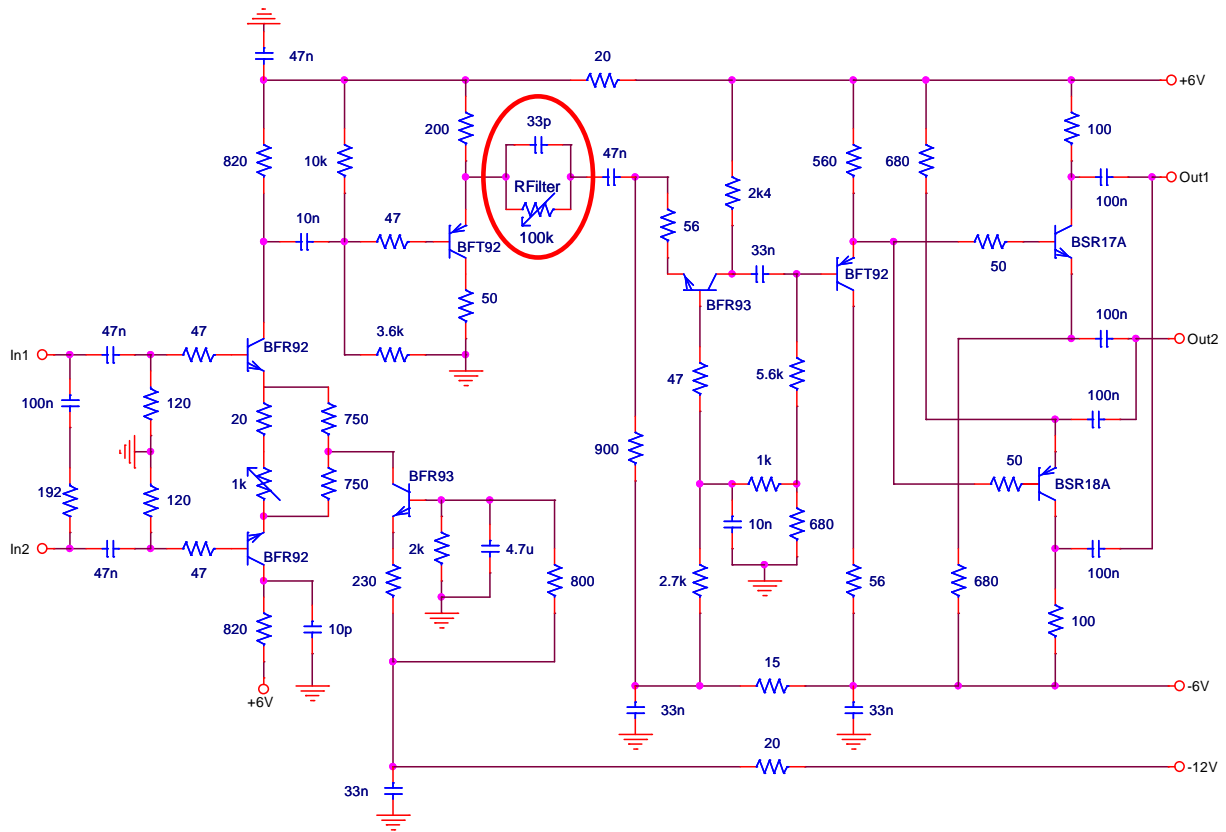 47n
20
+6V
200
33p
100
820
10k
47n
560
680
Out1
RFilter
2k4
100n
10n
47
56
100k
BFT92
33n
BFT92
BSR17A
50
50
BFR93
100n
47n
47
3.6k
In1
BFR92
Out2
47
5.6k
100n
120
100n
20
750
900
50
BFR93
1k
1k
750
192
120
BSR18A
10n
680
In2
BFR92
2k
4.7u
100n
47n
47
230
800
2.7k
56
680
820
10p
100
15
-6V
+6V
33n
33n
20
-12V
33n